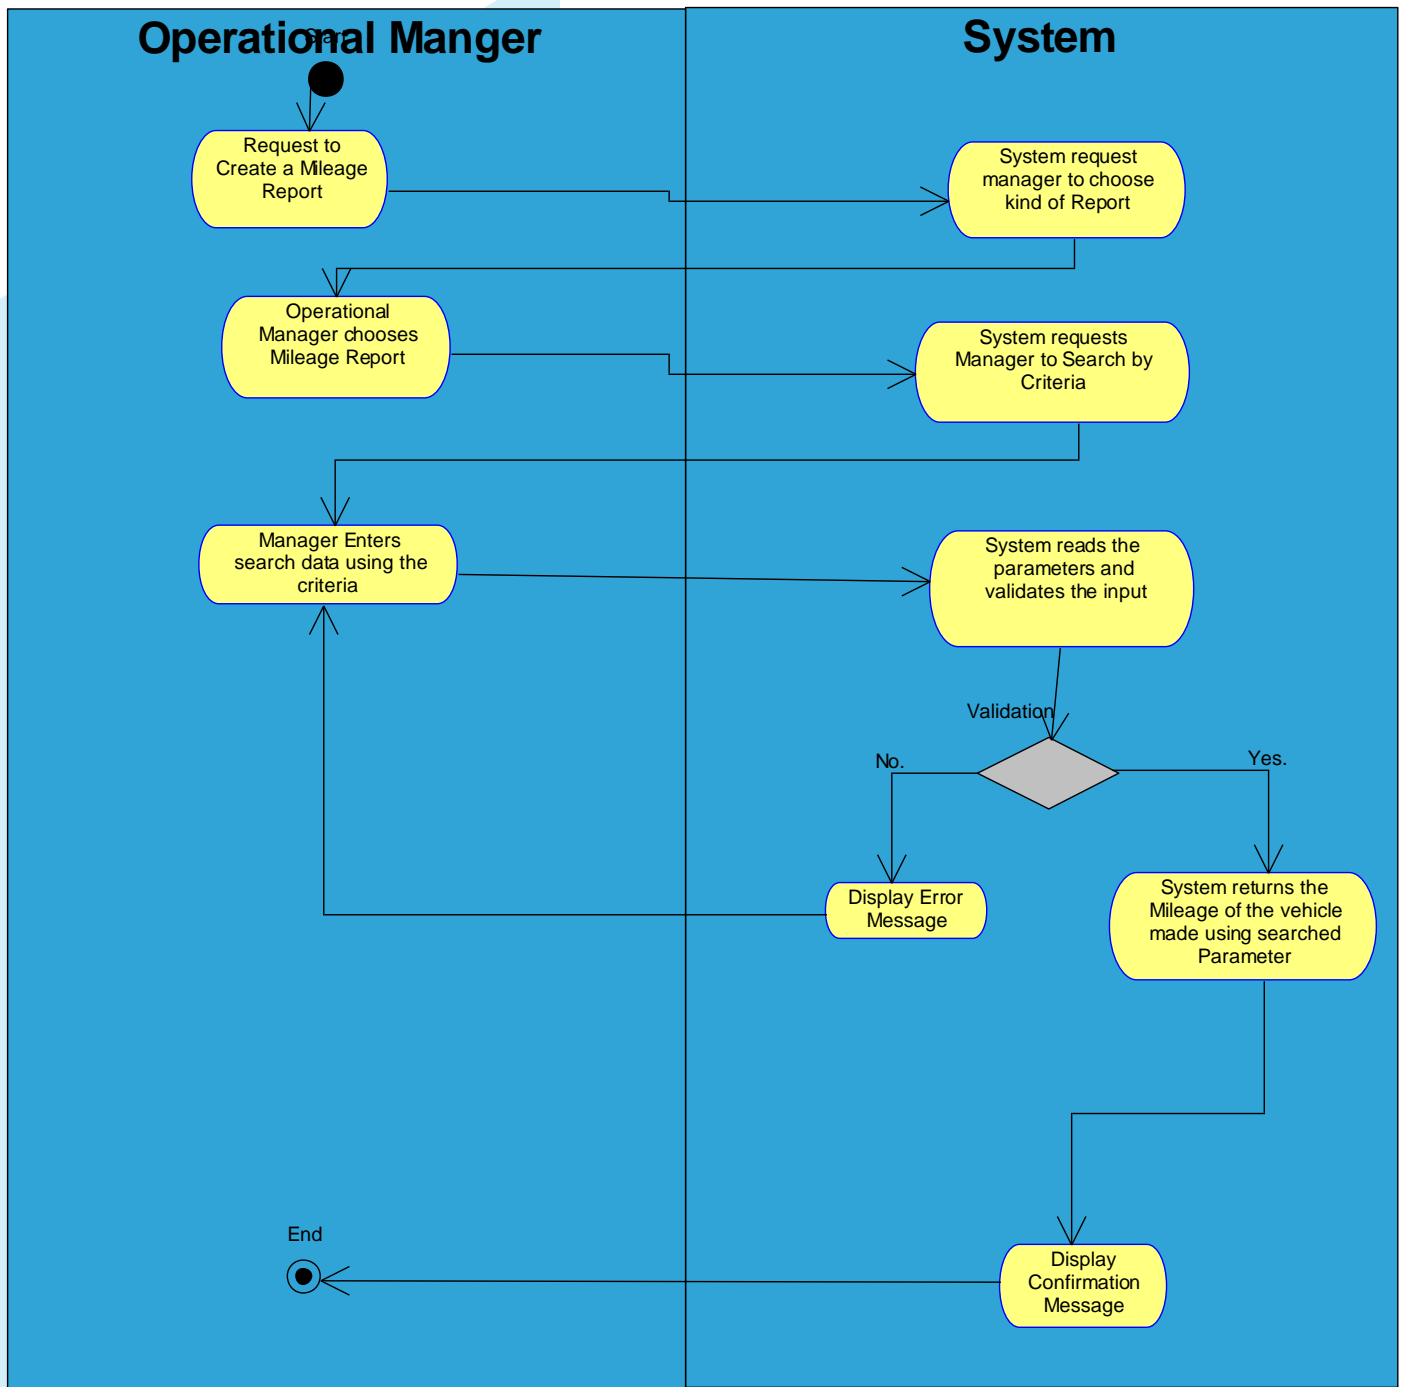 Operational Manger
System
Start
Request to
Create a Mileage
Report
System request
manager to choose
kind of Report
Operational
Manager chooses
Mileage Report
System requests
Manager to Search by
Criteria
Manager Enters
search data using the
criteria
System reads the
parameters and
validates the input
Validation
No.
Yes.
Display Error
Message
System returns the
Mileage of the vehicle
made using searched
Parameter
End
Display
Confirmation
Message